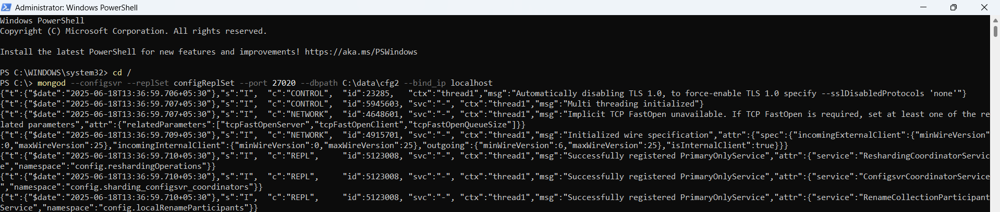 Administrator: Windows PowerShell
Windows PowerShell
Copyright (C) Microsoft Corporation. All rights reserved.
Install the latest PowerShell for new features and improvements! https://aka.ms/PSWindows
PS C:\WINDOWS\system32> cd /
PS C:\> mongod --configsvr --replSet configReplSet --port 27020 --dbpath C:\data\cfg2 --bind_ip localhost
{"t":{"$date":"2025-06-18T13:36:59.706+05:30"},"s":"I",  "c":"CONTROL",  "id":23285,   "ctx":"thread1","msg":"Automatically disabling TLS 1.0, to force-enable TLS 1.0 specify --sslDisabledProtocols 'none'"}
{"t":{"$date":"2025-06-18T13:36:59.707+05:30"},"s":"I",  "c":"CONTROL",  "id":5945603, "svc":"-", "ctx":"thread1","msg":"Multi threading initialized"}
{"t":{"$date":"2025-06-18T13:36:59.707+05:30"},"s":"I",  "c":"NETWORK",  "id":4648601, "svc":"-", "ctx":"thread1","msg":"Implicit TCP FastOpen unavailable. If TCP FastOpen is required, set at least one of the re
lated parameters","attr":{"relatedParameters":["tcpFastOpenServer","tcpFastOpenClient","tcpFastOpenQueueSize"]}}
{"t":{"$date":"2025-06-18T13:36:59.709+05:30"},"s":"I",  "c":"NETWORK",  "id":4915701, "svc":"-", "ctx":"thread1","msg":"Initialized wire specification","attr":{"spec":{"incomingExternalClient":{"minWireVersion"
:0,"maxWireVersion":25},"incomingInternalClient":{"minWireVersion":0,"maxWireVersion":25},"outgoing":{"minWireVersion":6,"maxWireVersion":25},"isInternalClient":true}}}
{"t":{"$date":"2025-06-18T13:36:59.710+05:30"},"s":"I",  "c":"REPL",     "id":5123008, "svc":"-", "ctx":"thread1","msg":"Successfully registered PrimaryOnlyService","attr":{"service":"ReshardingCoordinatorServic
e","namespace":"config.reshardingOperations"}}
{"t":{"$date":"2025-06-18T13:36:59.710+05:30"},"s":"I",  "c":"REPL",     "id":5123008, "svc":"-", "ctx":"thread1","msg":"Successfully registered PrimaryOnlyService","attr":{"service":"ConfigsvrCoordinatorService
","namespace":"config.sharding_configsvr_coordinators"}}
{"t":{"$date":"2025-06-18T13:36:59.710+05:30"},"s":"I",  "c":"REPL",     "id":5123008, "svc":"-", "ctx":"thread1","msg":"Successfully registered PrimaryOnlyService","attr":{"service":"RenameCollectionParticipant
Service","namespace":"config.localRenameParticipants"}}